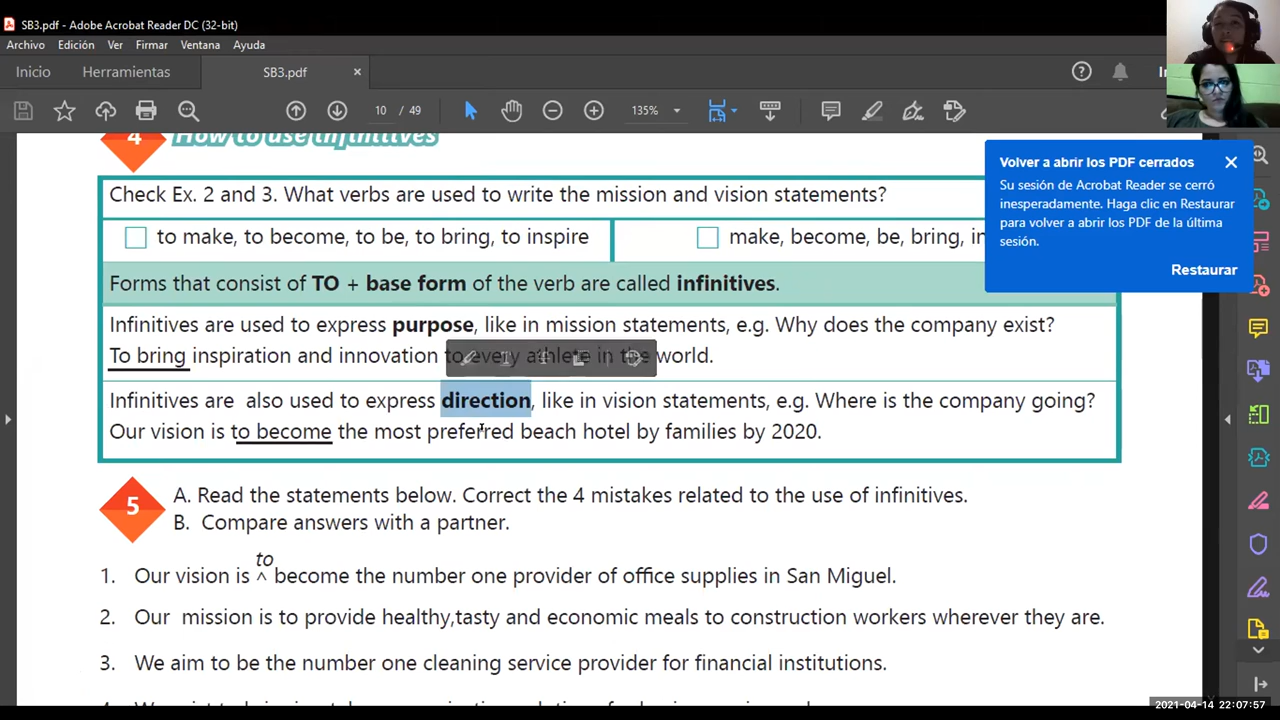 SB3.pdf - Adobe Acrobat Reader DC (32-bit)
Archivo Edición Ver Firmar Ventana Ayuda
Inicio Herramientas SB3.pdf × ?
10 / 49 135%
4 How to use infinitives
Volver a abrir los PDF cerrados
Su sesión de Acrobat Reader se cerró
inesperadamente. Haga clic en Restaurar
para volver a abrir los PDF de la última
sesión.
Restaurar
Check Ex. 2 and 3. What verbs are used to write the mission and vision statements?
to make, to become, to be, to bring, to inspire
make, become, be, bring,
Forms that consist of TO + base form of the verb are called infinitives.
Infinitives are used to express purpose, like in mission statements, e.g. Why does the company exist?
To bring inspiration and innovation to every athlete in the world.
Infinitives are also used to express direction, like in vision statements, e.g. Where is the company going?
Our vision is to become the most preferred beach hotel by families by 2020.
5 A. Read the statements below. Correct the 4 mistakes related to the use of infinitives.
B. Compare answers with a partner.
to
1. Our vision is ^ become the number one provider of office supplies in San Miguel.
2. Our mission is to provide healthy,tasty and economic meals to construction workers wherever they are.
3. We aim to be the number one cleaning service provider for financial institutions.
2021-04-14 22:07:57